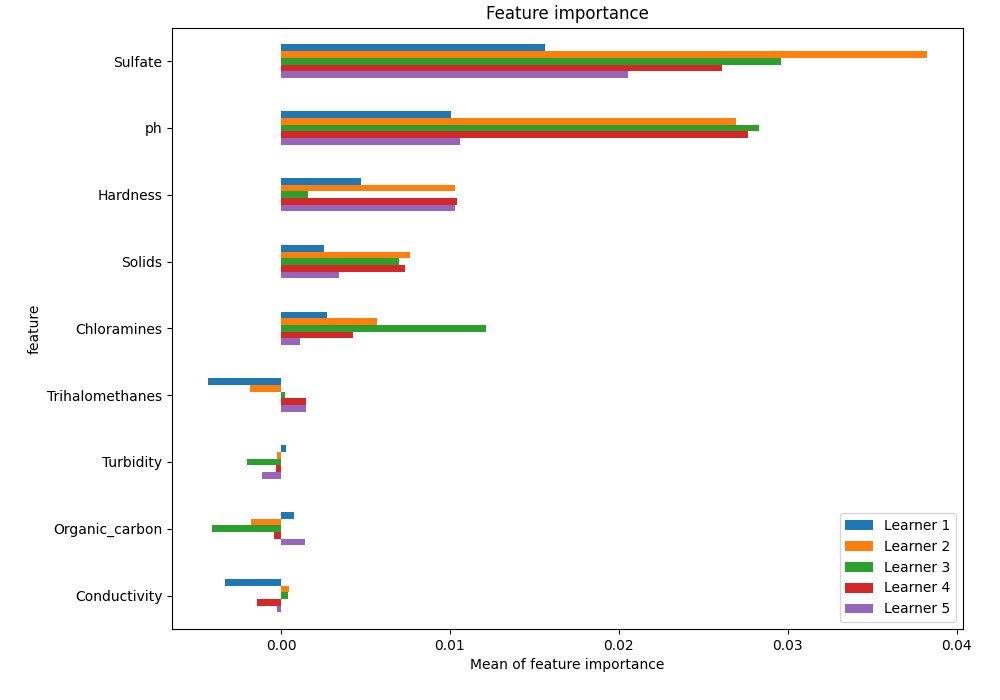 Feature importance
Sulfate
ph
Hardness
Solids
Chloramines
Trihalomethanes
Turbidity
Organic_carbon
Conductivity
feature
Learner 1
Learner 2
Learner 3
Learner 4
Learner 5
0.00 0.01 0.02 0.03 0.04
Mean of feature importance